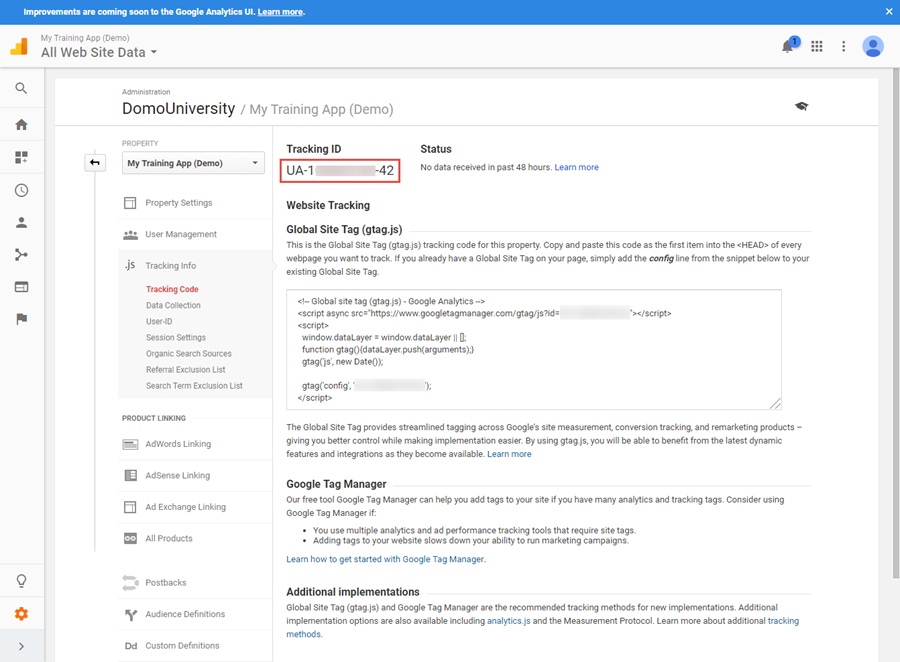 Improvements are coming soon to the Google Analytics UI. Learn more.
My Training App (Demo)
All Web Site Data
1
Administration
DomoUniversity / My Training App (Demo)
PROPERTY
My Training App (Demo)
Property Settings
User Management
.js Tracking Info
Tracking Code
Data Collection
User-ID
Session Settings
Organic Search Sources
Referral Exclusion List
Search Term Exclusion List
PRODUCT LINKING
AdWords Linking
AdSense Linking
Ad Exchange Linking
All Products
Postbacks
Audience Definitions
Dd Custom Definitions
Tracking ID
UA-1 -42
Status
No data received in past 48 hours. Learn more
Website Tracking
Global Site Tag (gtag.js)
This is the Global Site Tag (gtag.js) tracking code for this property. Copy and paste this code as the first item into the <HEAD> of every
webpage you want to track. If you already have a Global Site Tag on your page, simply add the config line from the snippet below to your
existing Global Site Tag.
<!-- Global site tag (gtag.js) - Google Analytics -->
<script async src="https://www.googletagmanager.com/gtag/js?id= "></script>
<script>
window.dataLayer = window.dataLayer || [];
function gtag(){dataLayer.push(arguments);}
gtag('js', new Date());
gtag('config', ' ');
</script>
The Global Site Tag provides streamlined tagging across Google's site measurement, conversion tracking, and remarketing products –
giving you better control while making implementation easier. By using gtag.js, you will be able to benefit from the latest dynamic
features and integrations as they become available. Learn more
Google Tag Manager
Our free tool Google Tag Manager can help you add tags to your site if you have many analytics and tracking tags. Consider using
Google Tag Manager if:
• You use multiple analytics and ad performance tracking tools that require site tags.
• Adding tags to your website slows down your ability to run marketing campaigns.
Learn how to get started with Google Tag Manager.
Additional implementations
Global Site Tag (gtag.js) and Google Tag Manager are the recommended tracking methods for new implementations. Additional
implementation options are also available including analytics.js and the Measurement Protocol. Learn more about additional tracking
methods.